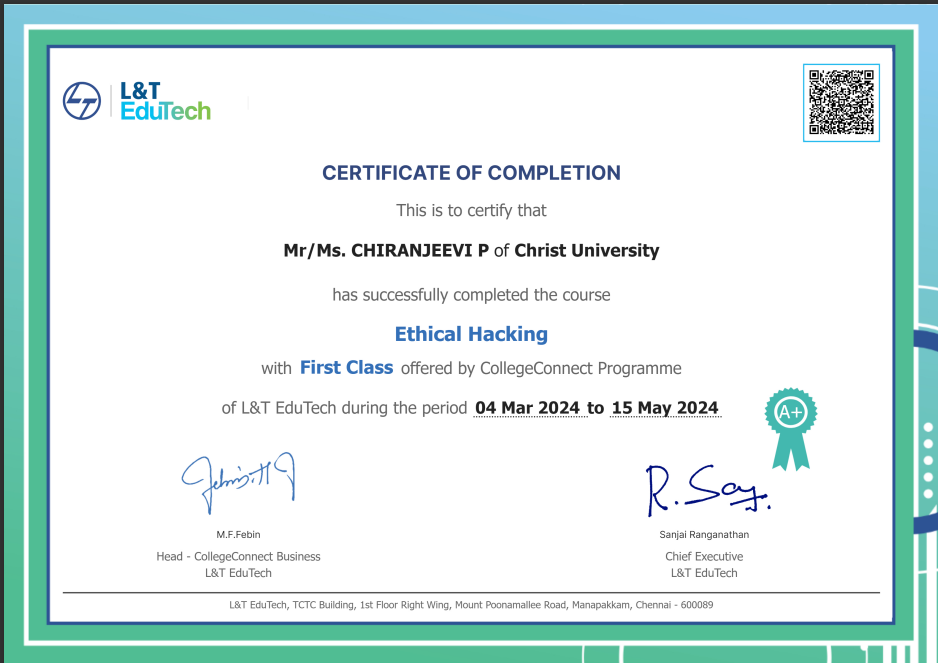 L&T
EduTech
CERTIFICATE OF COMPLETION
This is to certify that
Mr/Ms. CHIRANJEEVI P of Christ University
has successfully completed the course
Ethical Hacking
with First Class offered by CollegeConnect Programme
of L&T EduTech during the period 04 Mar 2024 to 15 May 2024
A+
M.F.Febin
Head - CollegeConnect Business
L&T EduTech
Sanjai Ranganathan
Chief Executive
L&T EduTech
L&T EduTech, TCTC Building, 1st Floor Right Wing, Mount Poonamallee Road, Manapakkam, Chennai - 600089